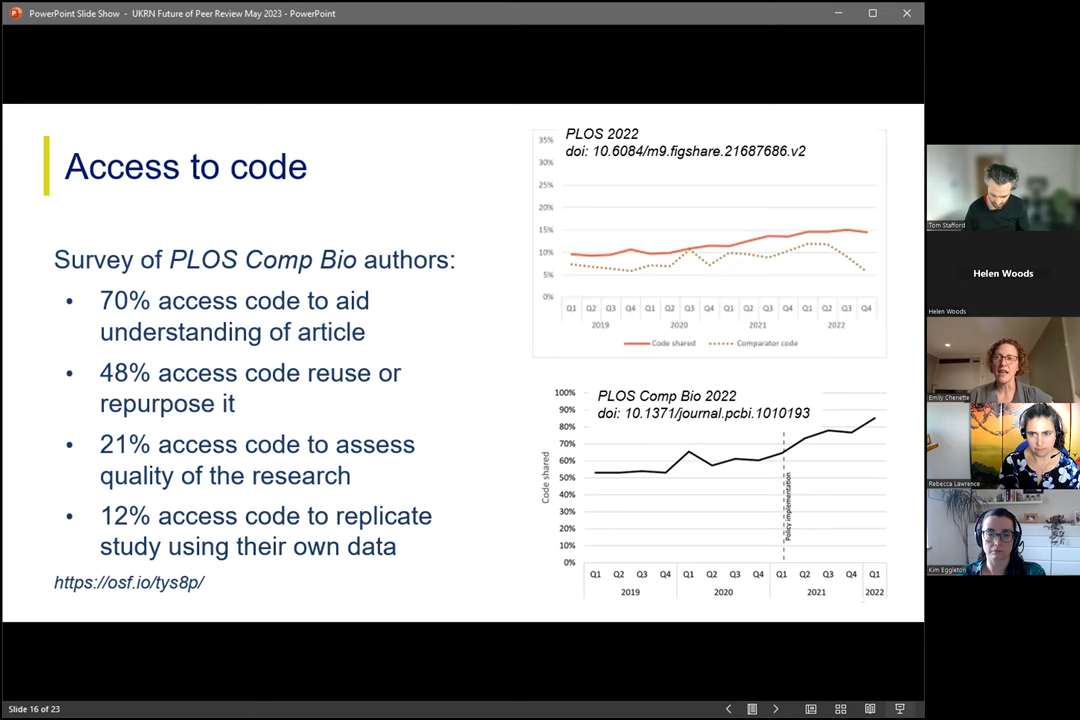 PowerPoint Slide Show - UKRN Future of Peer Review May 2023 - PowerPoint
Access to code
Survey of PLOS Comp Bio authors:
• 70% access code to aid
understanding of article
• 48% access code reuse or
repurpose it
• 21% access code to assess
quality of the research
• 12% access code to replicate
study using their own data
https://osf.io/tys8p/
PLOS 2022
doi: 10.6084/m9.figshare.21687686.v2
35%
30%
25%
20%
15%
10%
5%
0%
Q1 Q2 Q3 Q4 Q1 Q2 Q3 Q4 Q1 Q2 Q3 Q4 Q1 Q2 Q3 Q4
2019 2020 2021 2022
Code shared Comparator code
PLOS Comp Bio 2022
doi: 10.1371/journal.pcbi.1010193
Code shared
100%
90%
80%
70%
60%
50%
40%
30%
20%
10%
0%
Policy implementation
Q1 Q2 Q3 Q4 Q1 Q2 Q3 Q4 Q1 Q2 Q3 Q4 Q1
2019 2020 2021 2022
Tom Stafford
Helen Woods
Helen Woods
Emily Chenette
Rebecca Lawrence
Kim Eggleton
Slide 16 of 23